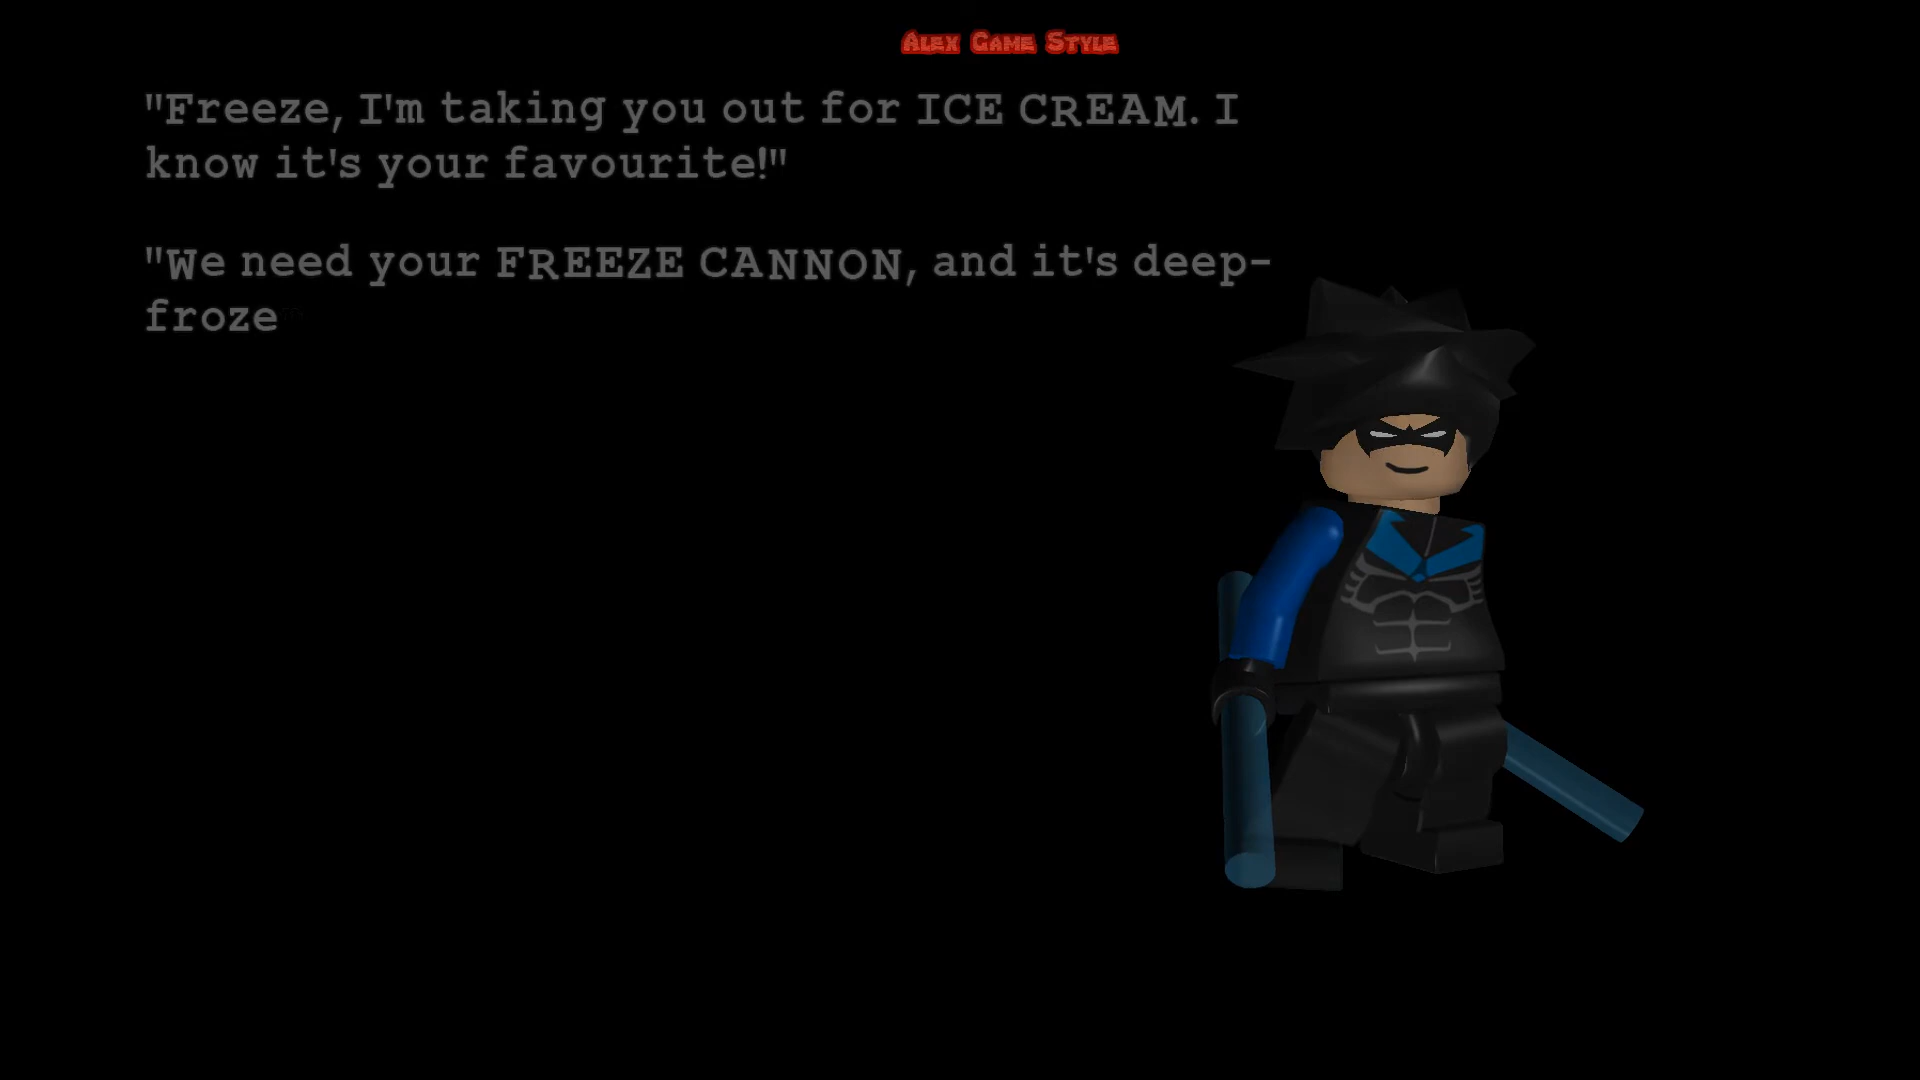 Alex Game Style
"Freeze, I'm taking you out for ICE CREAM. I
know it's your favourite!"
"We need your FREEZE CANNON, and it's deep-
froze